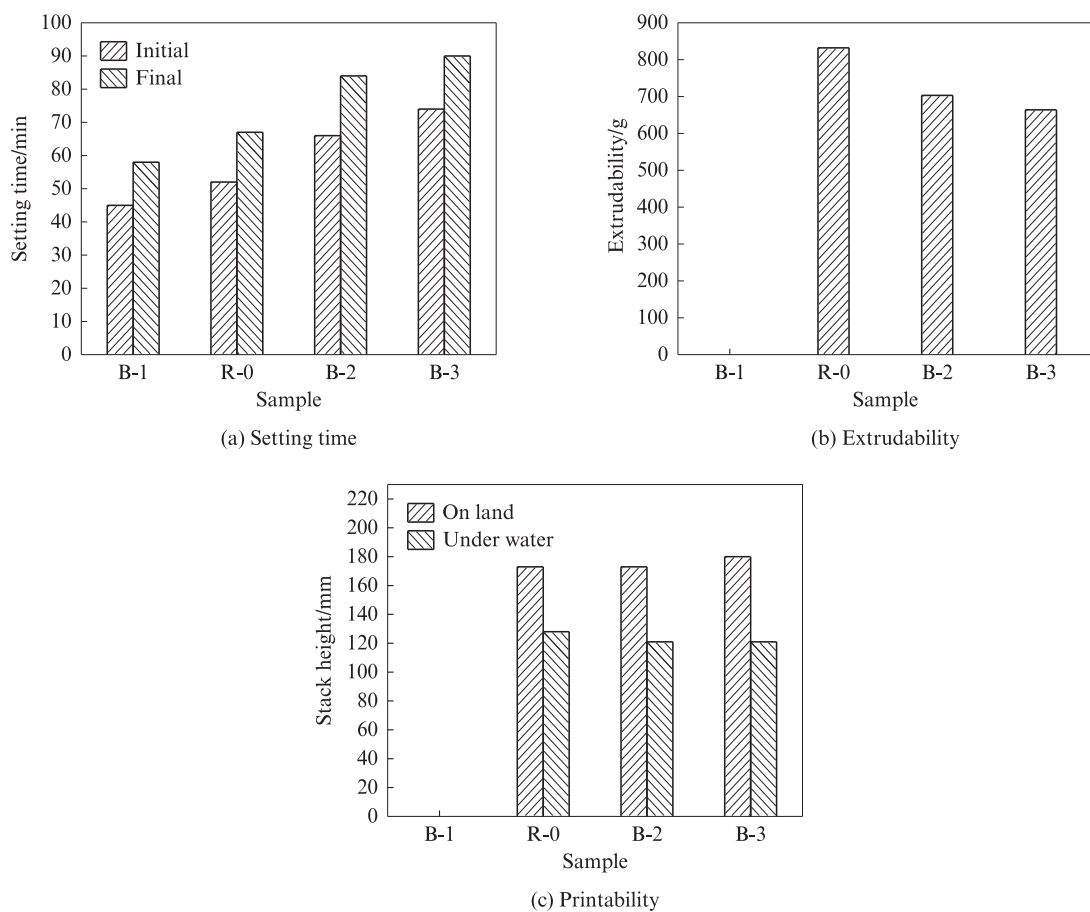 100
90
80
70
60
50
40
30
20
10
0
Setting time/min
Initial
Final
B-1 R-0 B-2 B-3
Sample
(a) Setting time
900
800
700
600
500
400
300
200
100
0
Extrudability/g
B-1 R-0 B-2 B-3
Sample
(b) Extrudability
220
200
180
160
140
120
100
80
60
40
20
0
Stack height/mm
On land
Under water
B-1 R-0 B-2 B-3
Sample
(c) Printability